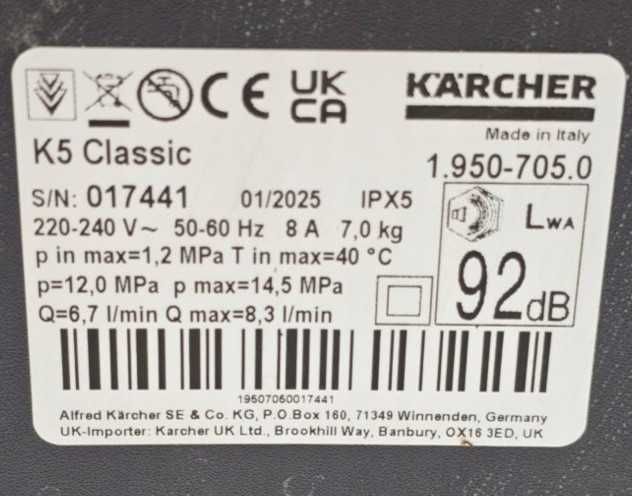 CE UK CA KÄRCHER
Made in Italy
K5 Classic 1.950-705.0
S/N: 017441 01/2025 IPX5
220-240 V~ 50-60 Hz 8 A 7,0 kg
p in max=1,2 MPa T in max=40 °C
p=12,0 MPa p max=14,5 MPa
Q=6,7 l/min Q max=8,3 l/min
LWA
92dB
19507050017441
Alfred Kärcher SE & Co. KG, P.O.Box 160, 71349 Winnenden, Germany
UK-Importer: Karcher UK Ltd., Brookhill Way, Banbury, OX16 3ED, UK